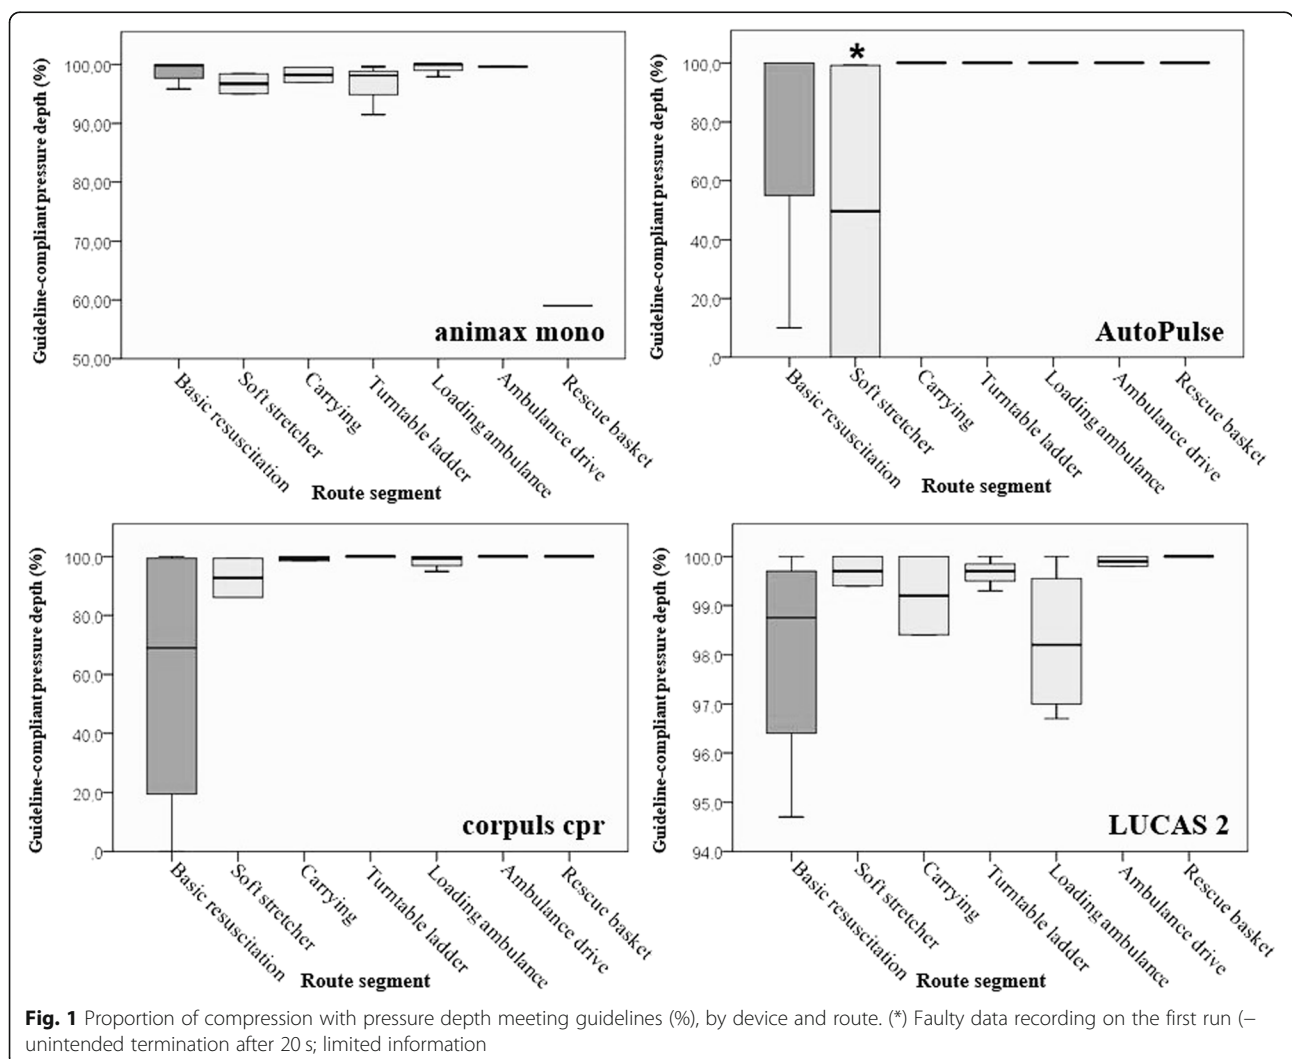 Guideline-compliant pressure depth (%)
100,00
90,00
80,00
70,00
60,00
50,00
animax mono
Basic resuscitation
Soft stretcher
Carrying
Turntable ladder
Loading ambulance
Ambulance drive
Rescue basket
Route segment
Guideline-compliant pressure depth (%)
100,0
80,0
60,0
40,0
20,0
,0
*
AutoPulse
Basic resuscitation
Soft stretcher
Carrying
Turntable ladder
Loading ambulance
Ambulance drive
Rescue basket
Route segment
Guideline-compliant pressure depth (%)
100,0
80,0
60,0
40,0
20,0
,0
corpuls cpr
Basic resuscitation
Soft stretcher
Carrying
Turntable ladder
Loading ambulance
Ambulance drive
Rescue basket
Route segment
Guideline-compliant pressure depth (%)
100,0
99,0
98,0
97,0
96,0
95,0
94,0
LUCAS 2
Basic resuscitation
Soft stretcher
Carrying
Turntable ladder
Loading ambulance
Ambulance drive
Rescue basket
Route segment
Fig. 1 Proportion of compression with pressure depth meeting guidelines (%), by device and route. (*) Faulty data recording on the first run (–
unintended termination after 20 s; limited information